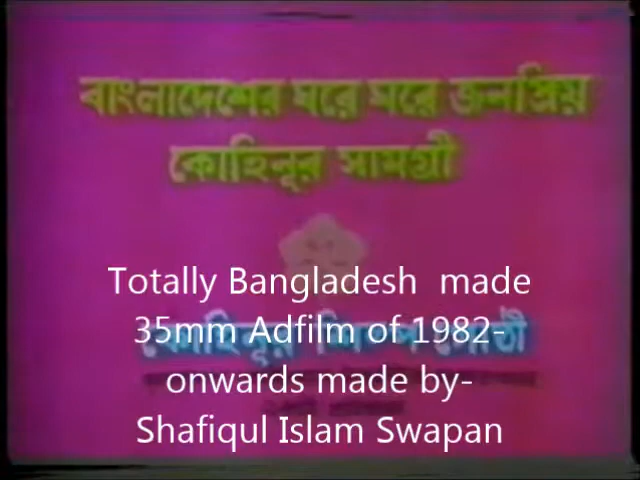 বাংলাদেশের ঘরে ঘরে জনপ্রিয়
কোহিনূর সামগ্রী
Totally Bangladesh made
35mm Adfilm of 1982-
কোহিনূর শিল্প গোষ্ঠী
onwards made by-
Shafiqul Islam Swapan